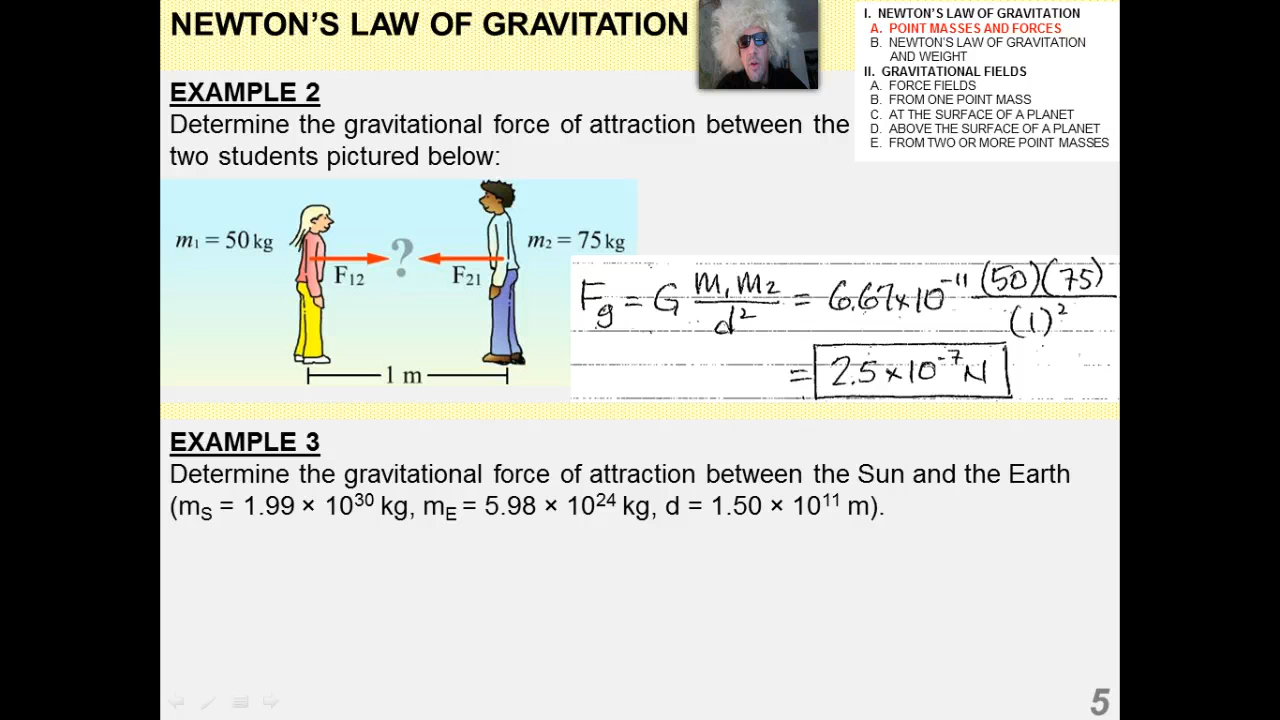 NEWTON'S LAW OF GRAVITATION
I. NEWTON'S LAW OF GRAVITATION
A. POINT MASSES AND FORCES
B. NEWTON'S LAW OF GRAVITATION
AND WEIGHT
II. GRAVITATIONAL FIELDS
A. FORCE FIELDS
B. FROM ONE POINT MASS
C. AT THE SURFACE OF A PLANET
D. ABOVE THE SURFACE OF A PLANET
E. FROM TWO OR MORE POINT MASSES
EXAMPLE 2
Determine the gravitational force of attraction between the
two students pictured below:
m₁ = 50 kg
?
m₂ = 75 kg
F₁₂
F₂₁
1 m
F_g = G m₁m₂/d² = 6.67×10⁻¹¹ (50)(75)/(1)²
= 2.5×10⁻⁷ N
EXAMPLE 3
Determine the gravitational force of attraction between the Sun and the Earth
(m_S = 1.99 × 10³⁰ kg, m_E = 5.98 × 10²⁴ kg, d = 1.50 × 10¹¹ m).
5